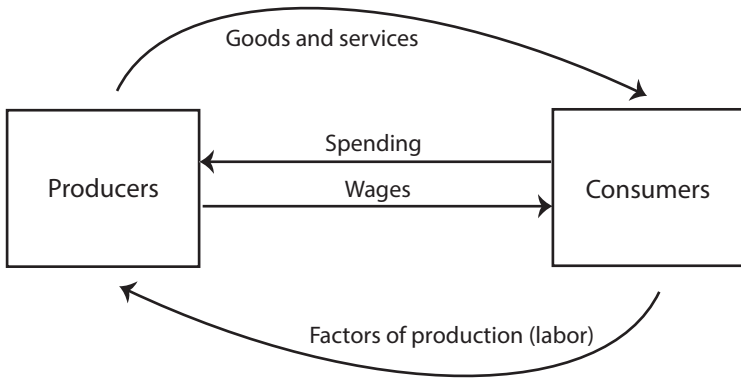 Goods and services
Spending
Producers
Wages
Consumers
Factors of production (labor)